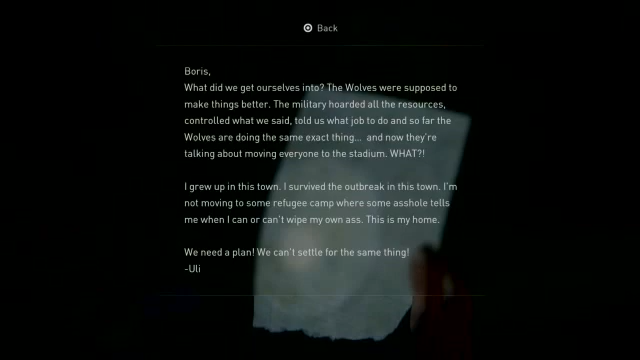 Back
Boris,
What did we get ourselves into? The Wolves were supposed to
make things better. The military hoarded all the resources,
controlled what we said, told us what job to do and so far the
Wolves are doing the same exact thing... and now they're
talking about moving everyone to the stadium. WHAT?!
I grew up in this town. I survived the outbreak in this town. I'm
not moving to some refugee camp where some asshole tells
me when I can or can't wipe my own ass. This is my home.
We need a plan! We can't settle for the same thing!
-Uli